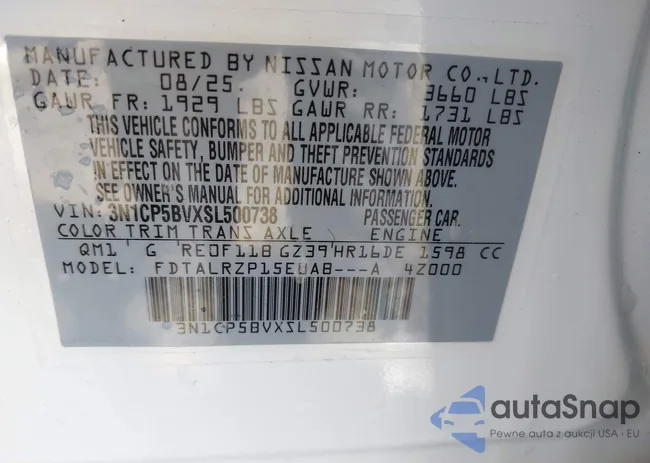 MANUFACTURED BY NISSAN MOTOR CO., LTD.
DATE: 08/25. GVWR: 3660 LBS
GAWR FR: 1929 LBS GAWR RR: 1731 LBS
THIS VEHICLE CONFORMS TO ALL APPLICABLE FEDERAL MOTOR
VEHICLE SAFETY, BUMPER AND THEFT PREVENTION STANDARDS
IN EFFECT ON THE DATE OF MANUFACTURE SHOWN ABOVE.
SEE OWNER'S MANUAL FOR ADDITIONAL INFORMATION.
VIN: 3N1CP5BVXSL500738 PASSENGER CAR.
COLOR TRIM TRANS AXLE ENGINE
QM1 G RE0F11B GZ39 HR16DE 1598 CC
MODEL: FDTALRZP15EUAB---A 4Z000
3N1CP5BVXSL500738
autaSnap
Pewne auta z aukcji USA i EU